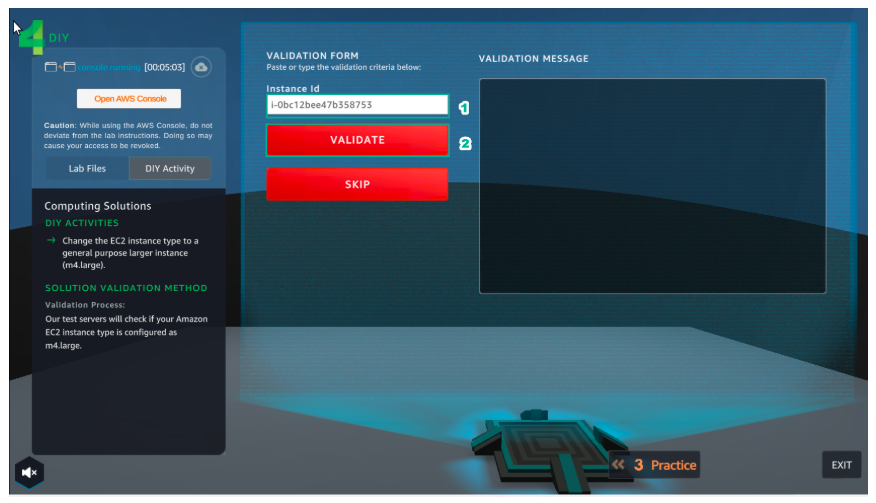 4 DIY
console running [00:05:03]
Open AWS Console
Caution: While using the AWS Console, do not
deviate from the lab instructions. Doing so may
cause your access to be revoked.
Lab Files
DIY Activity
Computing Solutions
DIY ACTIVITIES
→ Change the EC2 instance type to a
general purpose larger instance
(m4.large).
SOLUTION VALIDATION METHOD
Validation Process:
Our test servers will check if your Amazon
EC2 instance type is configured as
m4.large.
VALIDATION FORM
Paste or type the validation criteria below:
Instance Id
i-0bc12bee47b358753
1
VALIDATE
2
SKIP
VALIDATION MESSAGE
3 Practice
EXIT